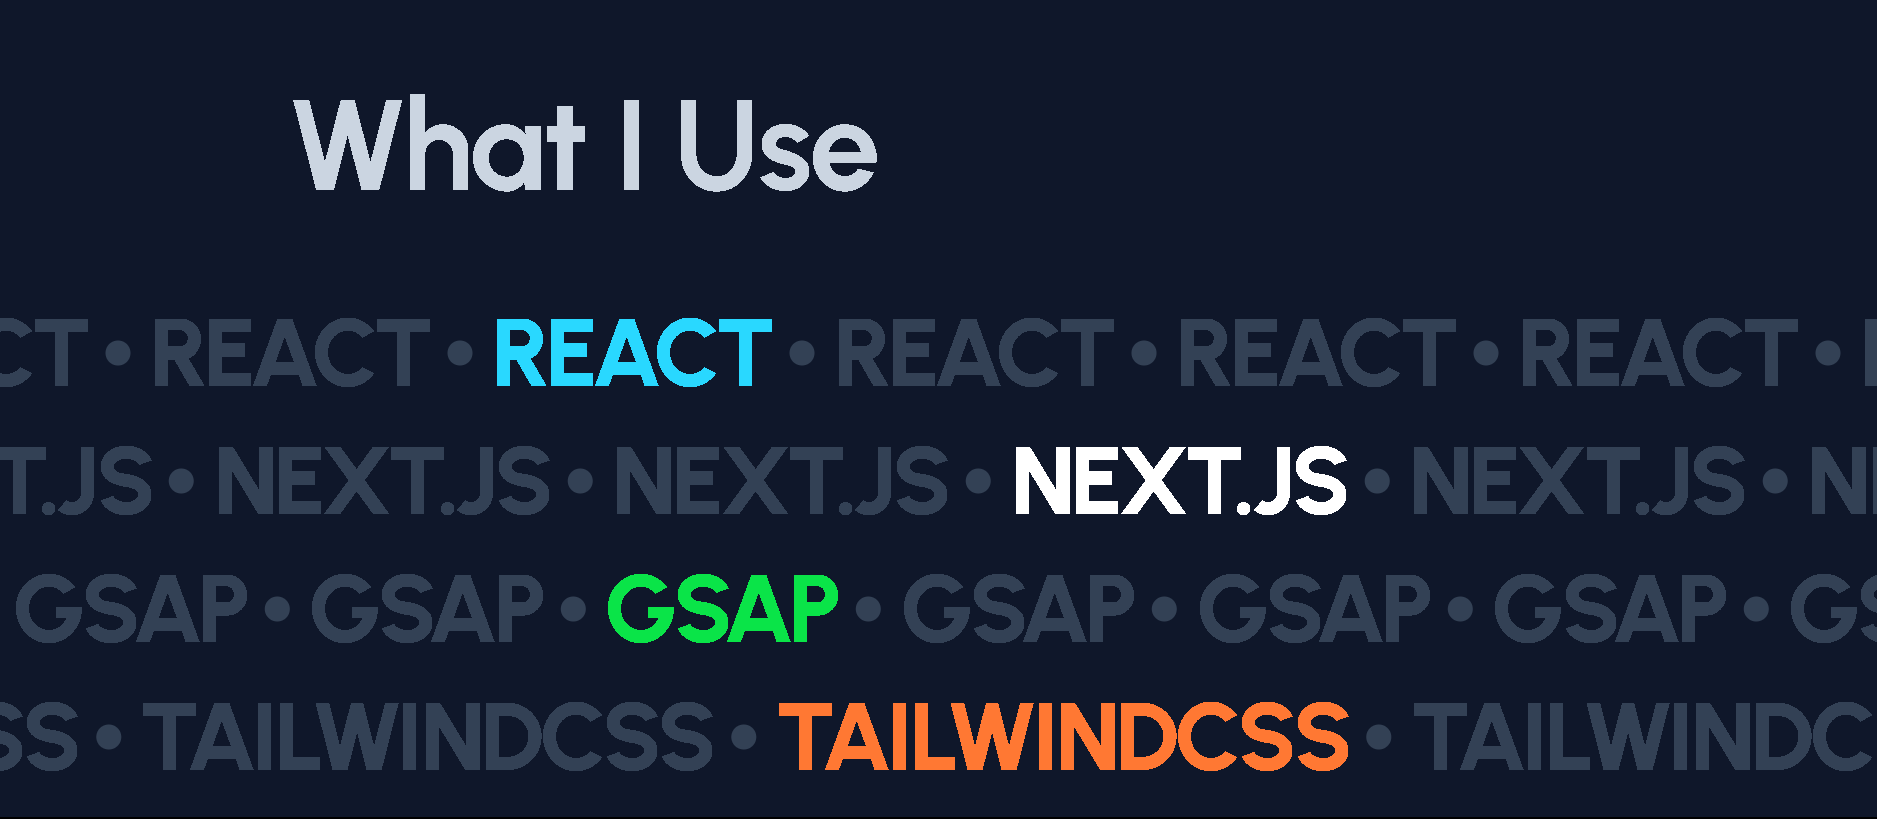 What I Use
CT • REACT • REACT • REACT • REACT • REACT •
T.JS • NEXT.JS • NEXT.JS • NEXT.JS • NEXT.JS • NE
GSAP • GSAP • GSAP • GSAP • GSAP • GSAP • GS
SS • TAILWINDCSS • TAILWINDCSS • TAILWINDC